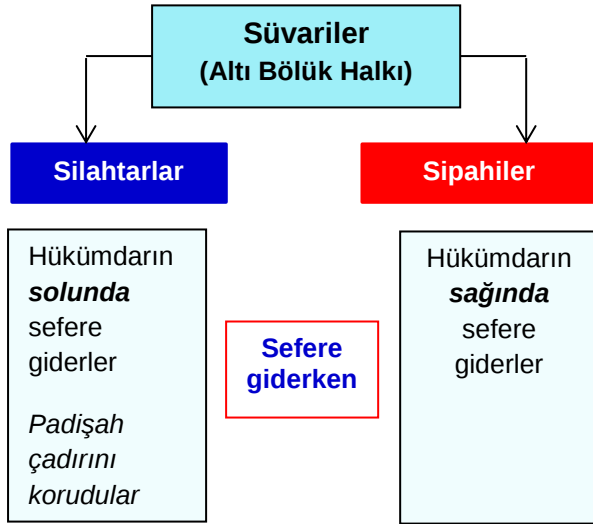 Süvariler
(Altı Bölük Halkı)
Silahtarlar
Sipahiler
Hükümdarın
solunda
sefere
giderler
Padişah
çadırını
korudular
Sefere
giderken
Hükümdarın
sağında
sefere
giderler